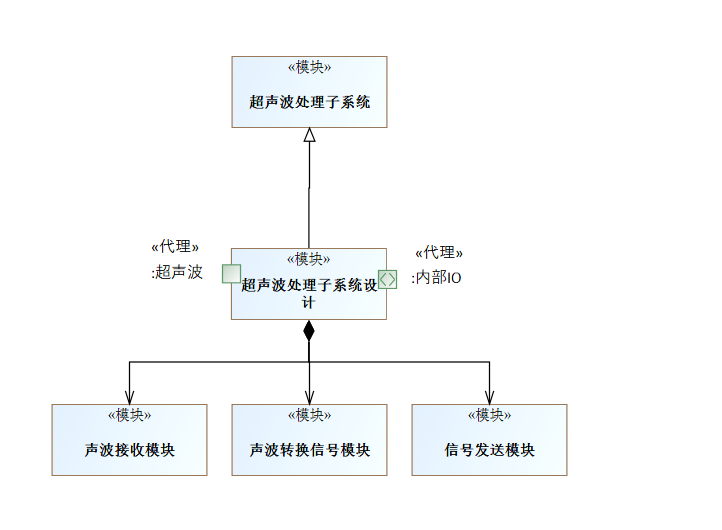 «模块»
超声波处理子系统
«代理»
:超声波
«模块»
超声波处理子系统设
计
«代理»
:内部IO
«模块»
声波接收模块
«模块»
声波转换信号模块
«模块»
信号发送模块